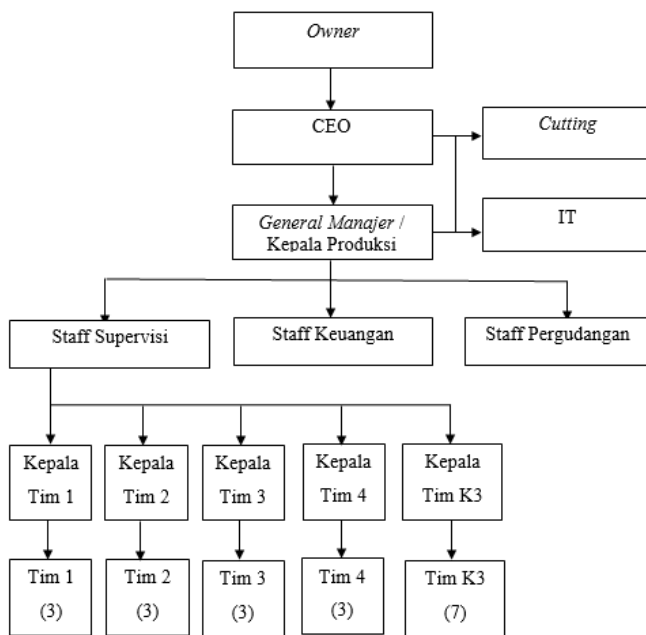 Owner
CEO
Cutting
General Manajer /
Kepala Produksi
IT
Staff Supervisi
Staff Keuangan
Staff Pergudangan
Kepala
Tim 1
Kepala
Tim 2
Kepala
Tim 3
Kepala
Tim 4
Kepala
Tim K3
Tim 1
(3)
Tim 2
(3)
Tim 3
(3)
Tim 4
(3)
Tim K3
(7)